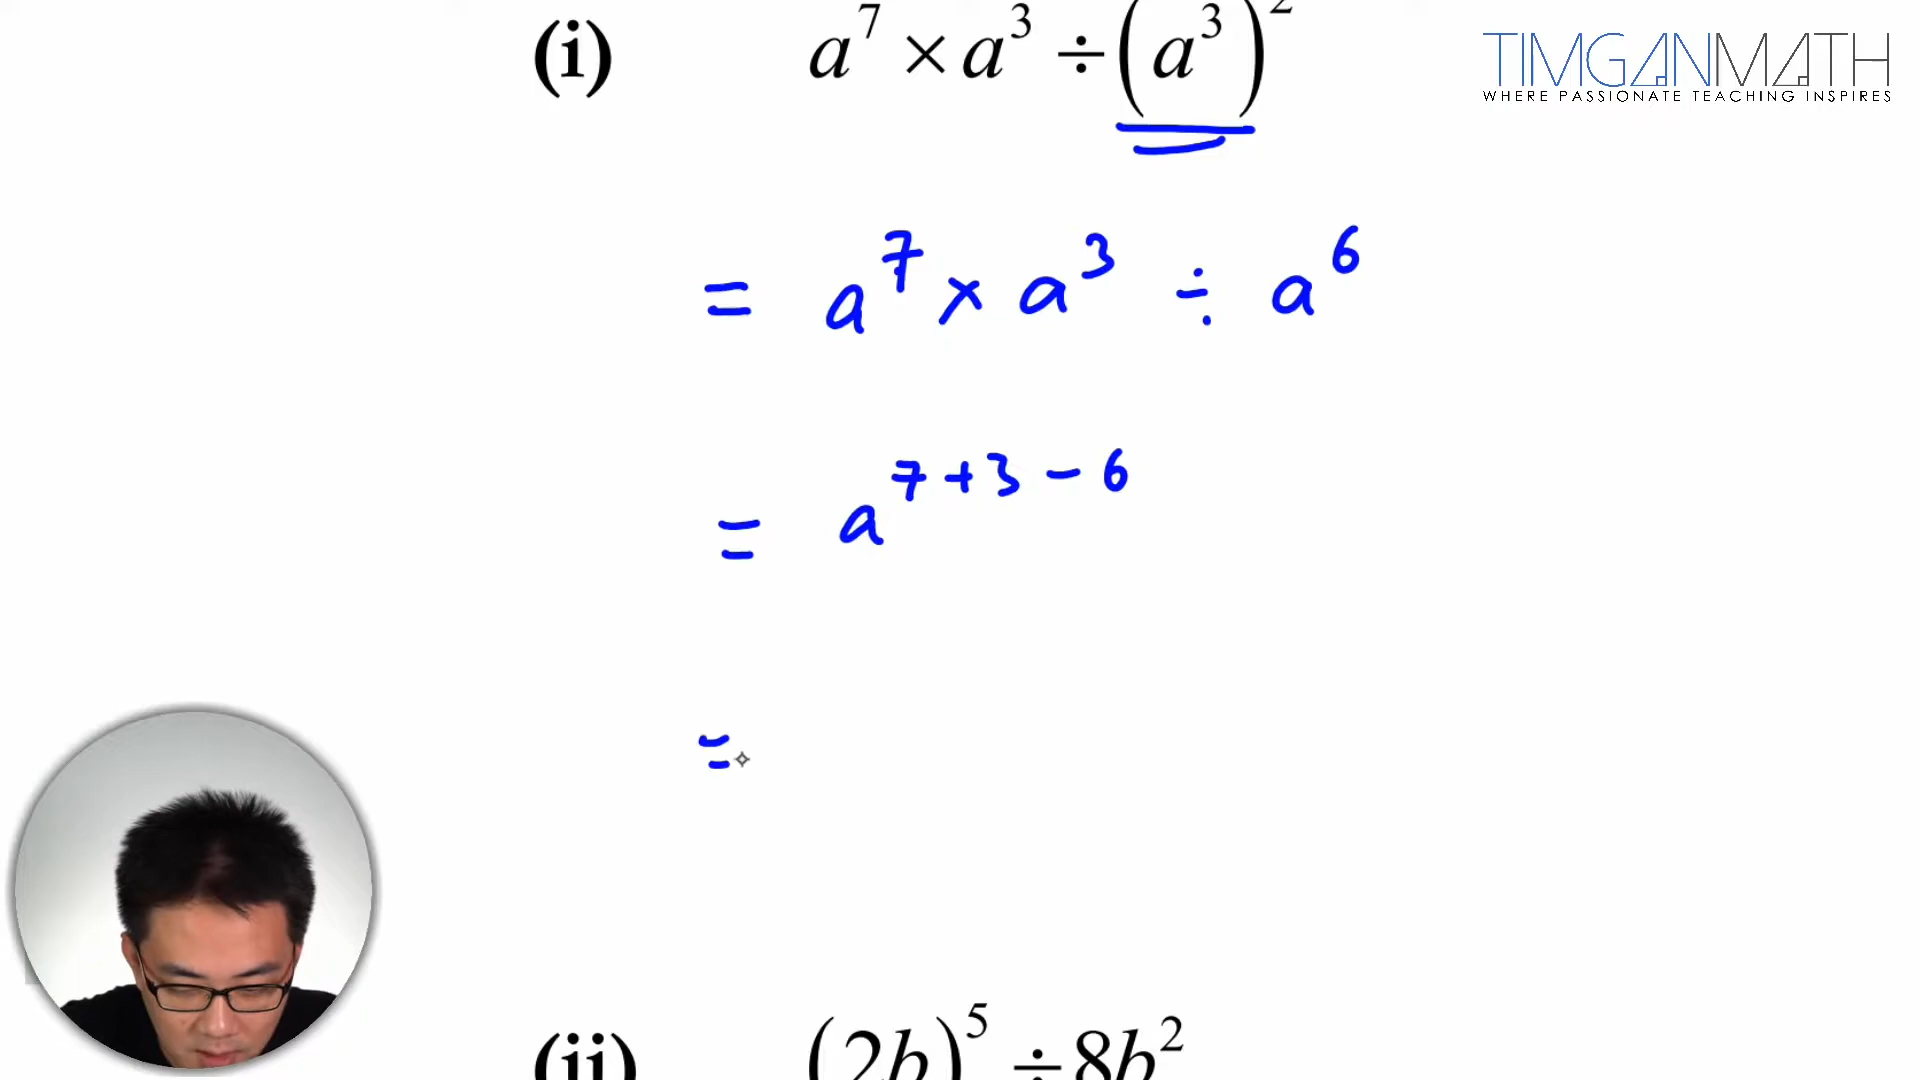 (i) a⁷ × a³ ÷ (a³)²
TIMGANMATH
WHERE PASSIONATE TEACHING INSPIRES
= a⁷ × a³ ÷ a⁶
= a⁷⁺³⁻⁶
=
(ii) (2b)⁵ ÷ 8b²